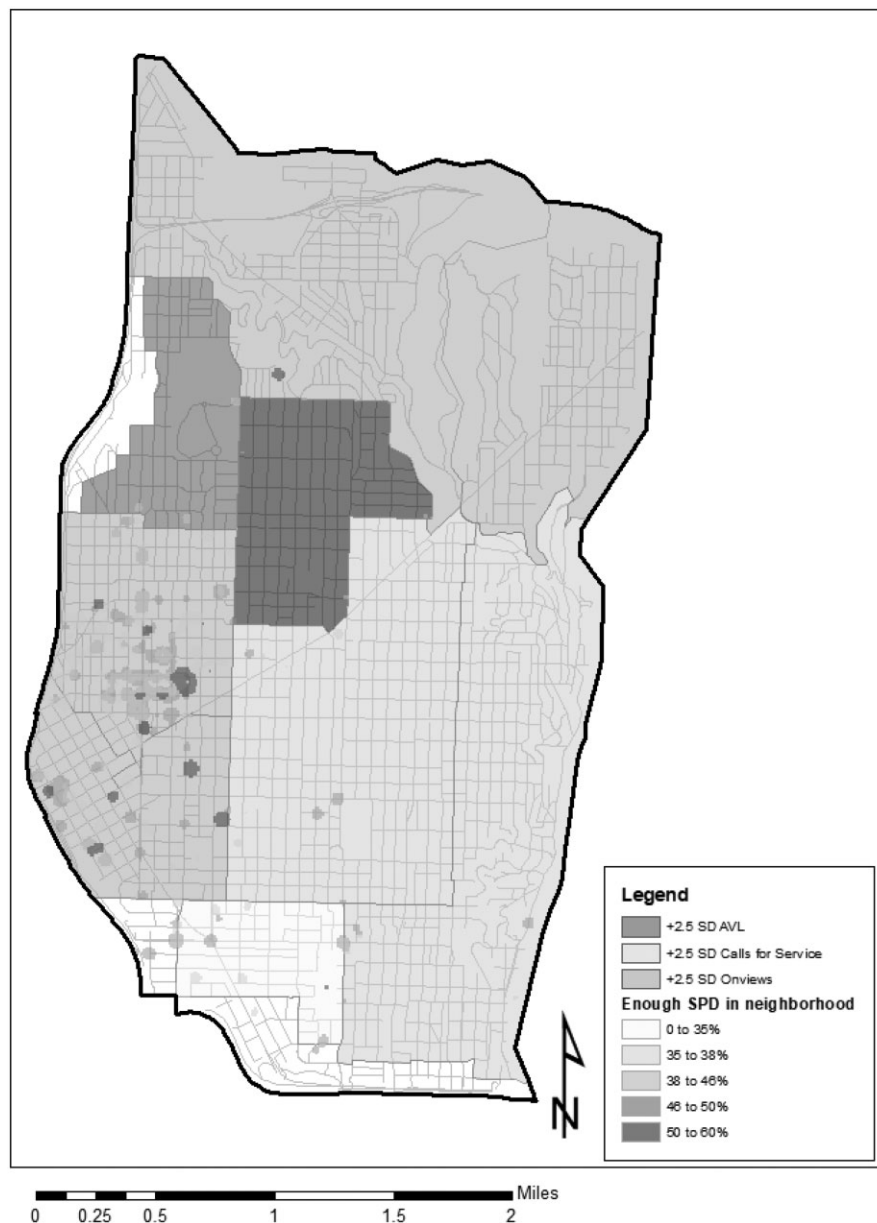 Legend
+2.5 SD AVL
+2.5 SD Calls for Service
+2.5 SD Onviews
Enough SPD in neighborhood
0 to 35%
35 to 38%
38 to 46%
46 to 50%
50 to 60%
N
Miles
0 0.25 0.5 1 1.5 2